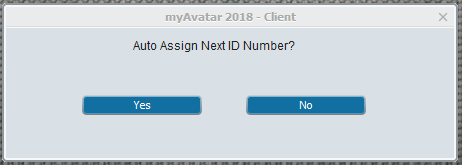 myAvatar 2018 - Client
Auto Assign Next ID Number?
Yes No